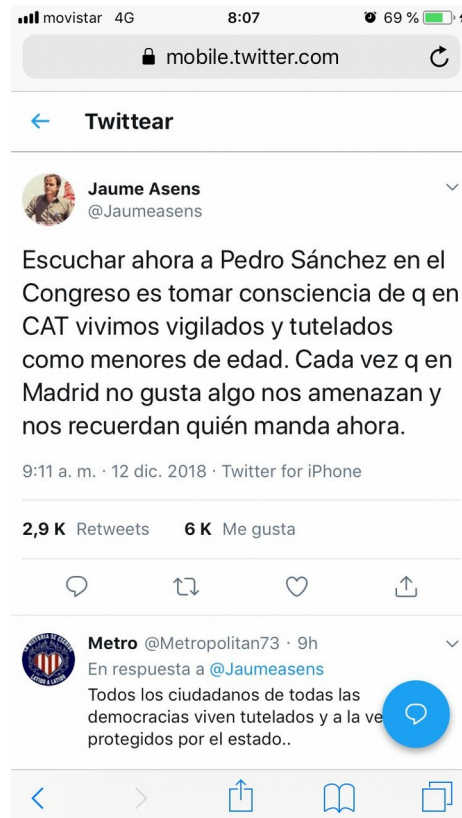 movistar 4G 8:07 69 %
mobile.twitter.com
Twittear
Jaume Asens
@Jaumeasens
Escuchar ahora a Pedro Sánchez en el
Congreso es tomar consciencia de q en
CAT vivimos vigilados y tutelados
como menores de edad. Cada vez q en
Madrid no gusta algo nos amenazan y
nos recuerdan quién manda ahora.
9:11 a. m. · 12 dic. 2018 · Twitter for iPhone
2,9 K Retweets 6 K Me gusta
Metro @Metropolitan73 · 9h
En respuesta a @Jaumeasens
Todos los ciudadanos de todas las
democracias viven tutelados y a la ve
protegidos por el estado..